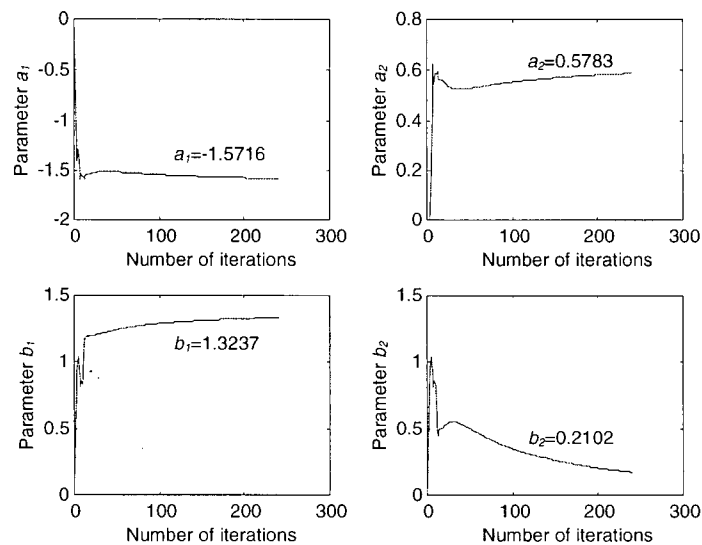 0
-0.5
-1
-1.5
-2
Parameter a1
a1=-1.5716
0 100 200 300
Number of iterations
0.8
0.6
0.4
0.2
0
Parameter a2
a2=0.5783
0 100 200 300
Number of iterations
1.5
1
0.5
0
Parameter b1
b1=1.3237
0 100 200 300
Number of iterations
1.5
1
0.5
0
Parameter b2
b2=0.2102
0 100 200 300
Number of iterations